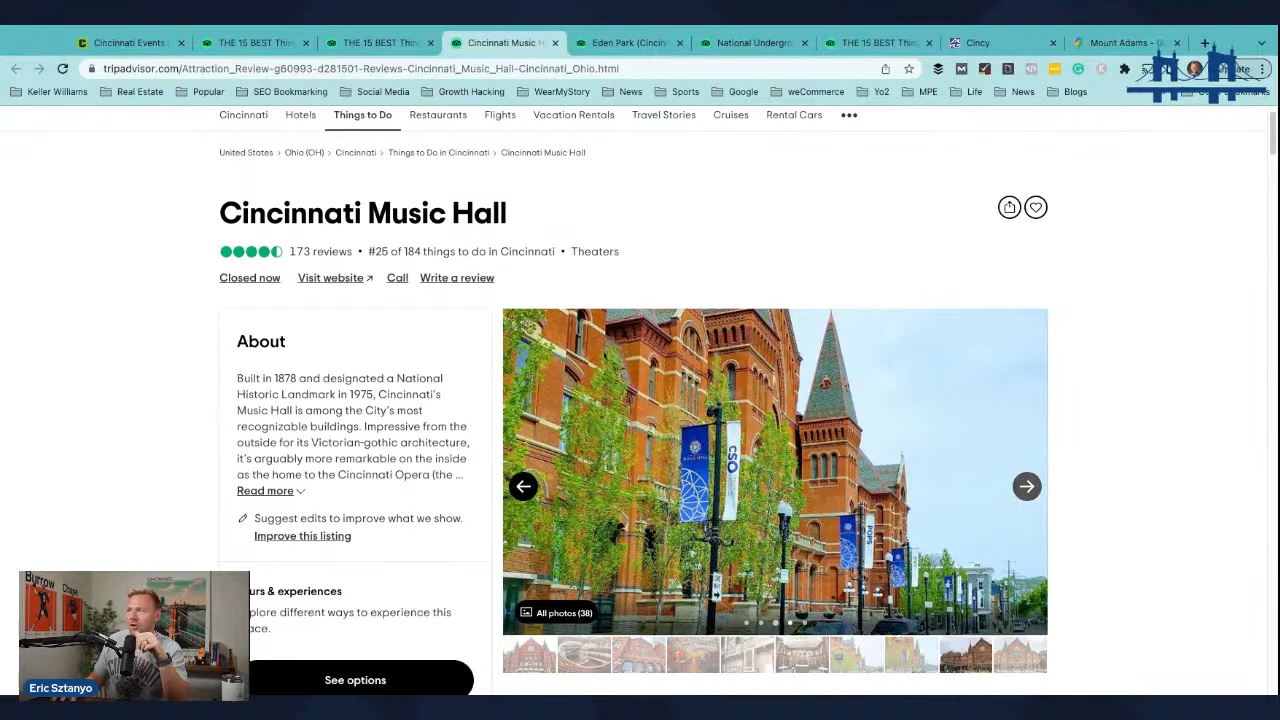 Cincinnati Events
THE 15 BEST Thin
THE 15 BEST Thin
Cincinnati Music H
Eden Park (Cincin
National Undergro
THE 15 BEST Thin
Cincy
Mount Adams - G
tripadvisor.com/Attraction_Review-g60993-d281501-Reviews-Cincinnati_Music_Hall-Cincinnati_Ohio.html
Keller Williams
Real Estate
Popular
SEO Bookmarking
Social Media
Growth Hacking
WearMyStory
News
Sports
Google
weCommerce
Yo2
MPE
Life
News
Blogs
Cincinnati
Hotels
Things to Do
Restaurants
Flights
Vacation Rentals
Travel Stories
Cruises
Rental Cars
United States > Ohio (OH) > Cincinnati > Things to Do in Cincinnati > Cincinnati Music Hall
Cincinnati Music Hall
173 reviews • #25 of 184 things to do in Cincinnati • Theaters
Closed now
Visit website
Call
Write a review
About
Built in 1878 and designated a National
Historic Landmark in 1975, Cincinnati's
Music Hall is among the City's most
recognizable buildings. Impressive from the
outside for its Victorian-gothic architecture,
it's arguably more remarkable on the inside
as the home to the Cincinnati Opera (the ...
Read more
Suggest edits to improve what we show.
Improve this listing
urs & experiences
plore different ways to experience this
ace.
See options
CSO
POPS
All photos (38)
Burrow
Chase
Eric Sztanyo